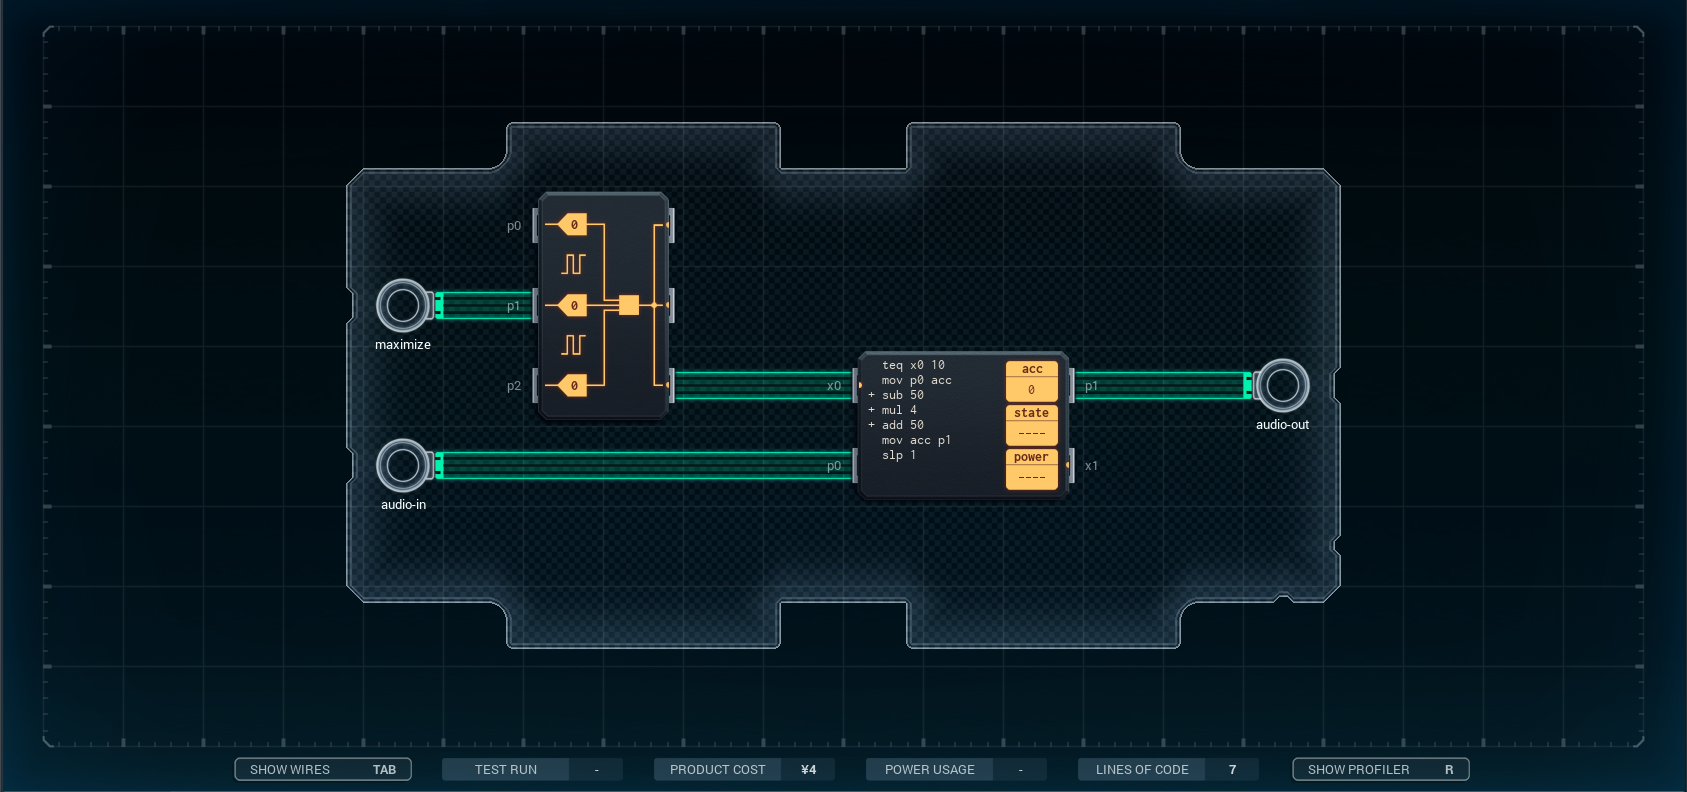 p0
0
p1
0
maximize
p2
0
x0
p0
audio-in
teq x0 10
mov p0 acc
+ sub 50
+ mul 4
+ add 50
mov acc p1
slp 1
acc
0
state
----
power
----
p1
x1
audio-out
SHOW WIRES TAB
TEST RUN -
PRODUCT COST ¥4
POWER USAGE -
LINES OF CODE 7
SHOW PROFILER R